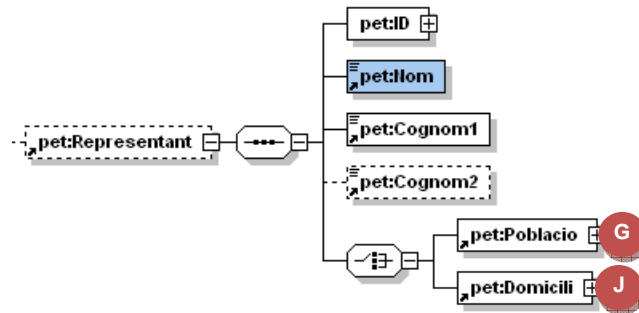 pet:ID
pet:Nom
pet:Representant
pet:Cognom1
pet:Cognom2
pet:Poblacio
G
pet:Domicili
J